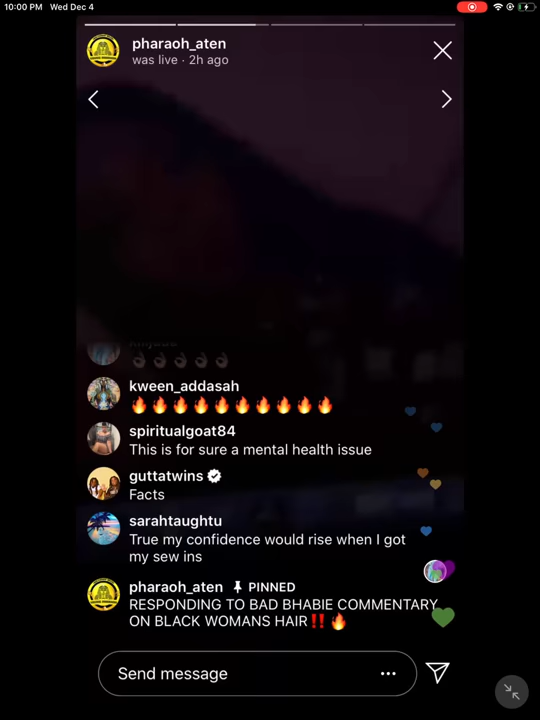 10:00 PM Wed Dec 4
pharaoh_aten
was live · 2h ago
kween_addasah
🔥🔥🔥🔥🔥🔥🔥🔥🔥🔥
spiritualgoat84
This is for sure a mental health issue
guttatwins
Facts
sarahtaughtu
True my confidence would rise when I got
my sew ins
pharaoh_aten PINNED
RESPONDING TO BAD BHABIE COMMENTARY
ON BLACK WOMANS HAIR‼️🔥
Send message